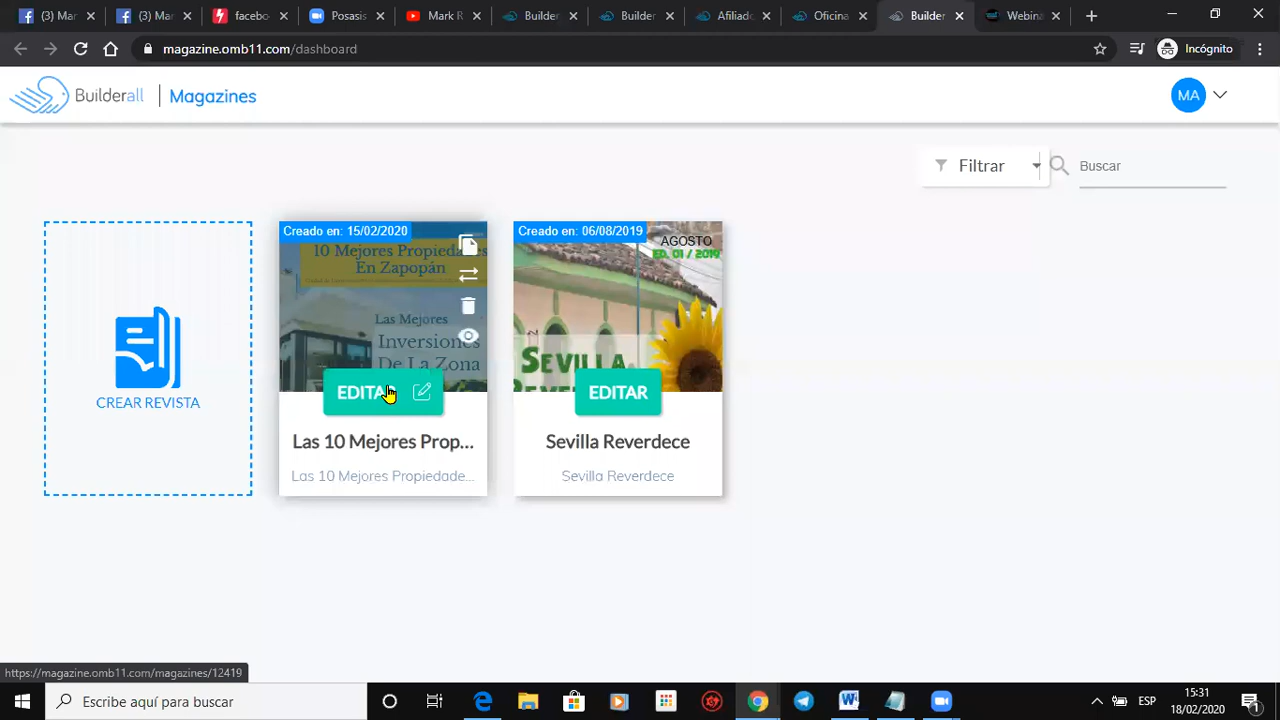 (3) Mar
(3) Mar
facebo
Posasis
Mark R
Builder
Builder
Afiliado
Oficina
Builder
Webina
magazine.omb11.com/dashboard
Incógnito
Builderall
Magazines
MA
Filtrar
Buscar
Creado en: 15/02/2020
Creado en: 06/08/2019
10 Mejores Propiedades
En Zapopán
Las Mejores
Inversiones
De La Zona
AGOSTO
ED. 01 / 2019
SEVILLA
CREAR REVISTA
EDITAR
EDITAR
Las 10 Mejores Prop...
Sevilla Reverdece
Las 10 Mejores Propiedade...
Sevilla Reverdece
https://magazine.omb11.com/magazines/12419
Escribe aquí para buscar
ESP
15:31
18/02/2020
1